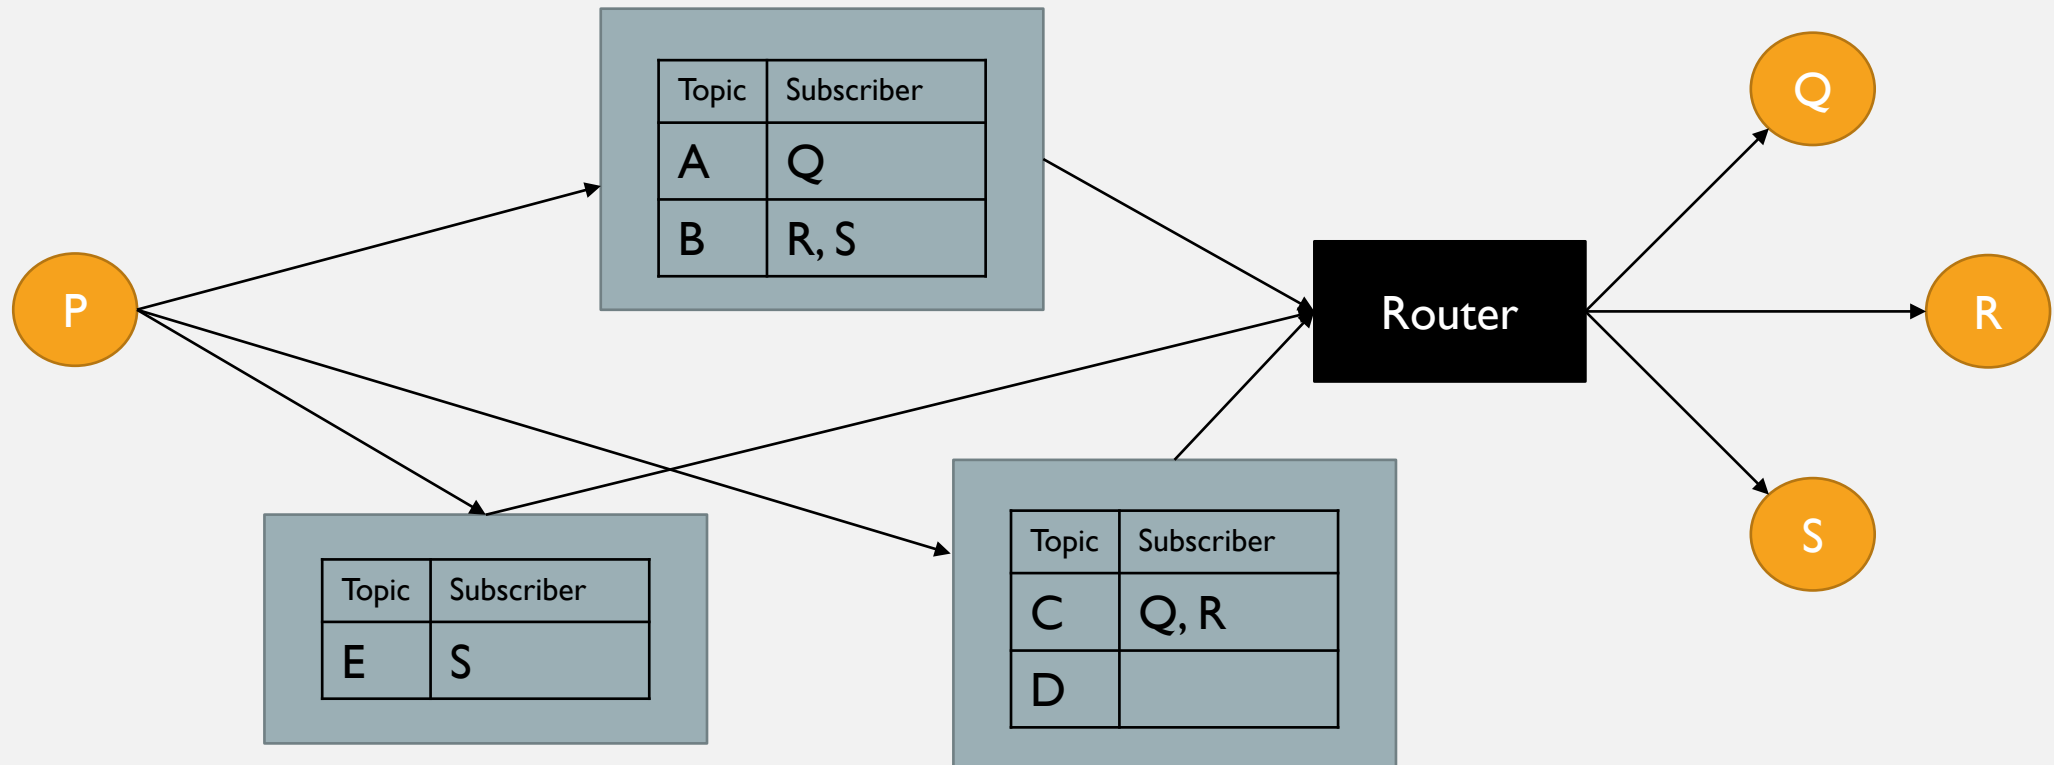 Topic Subscriber
A Q
B R, S
P
Router
Q
R
S
Topic Subscriber
E S
Topic Subscriber
C Q, R
D